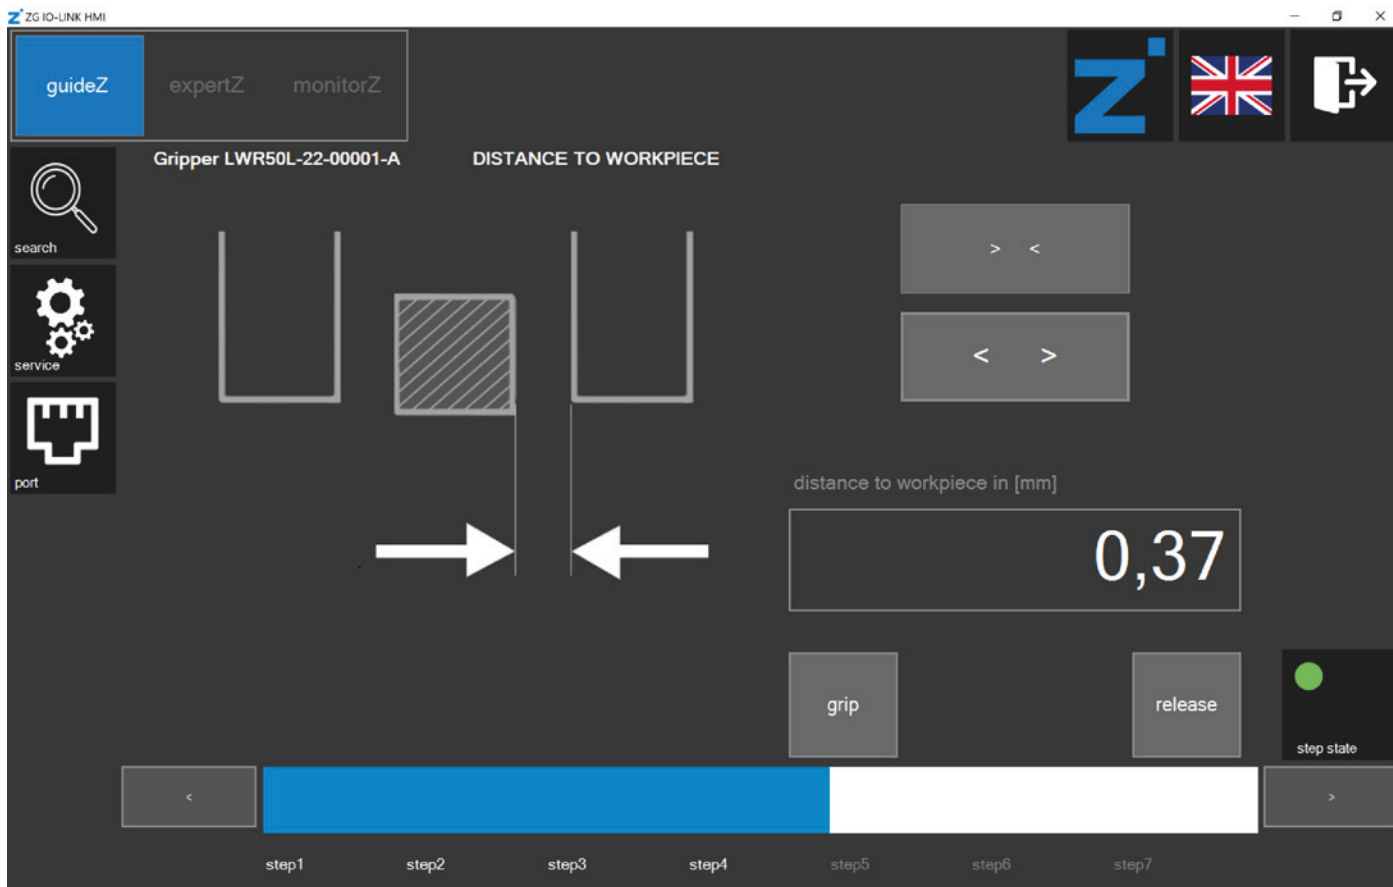 ZG IO-LINK HMI
guideZ expertZ monitorZ
Gripper LWR50L-22-00001-A DISTANCE TO WORKPIECE
search
> <
service
< >
port
distance to workpiece in [mm]
0,37
grip release
step state
< >
step1 step2 step3 step4 step5 step6 step7